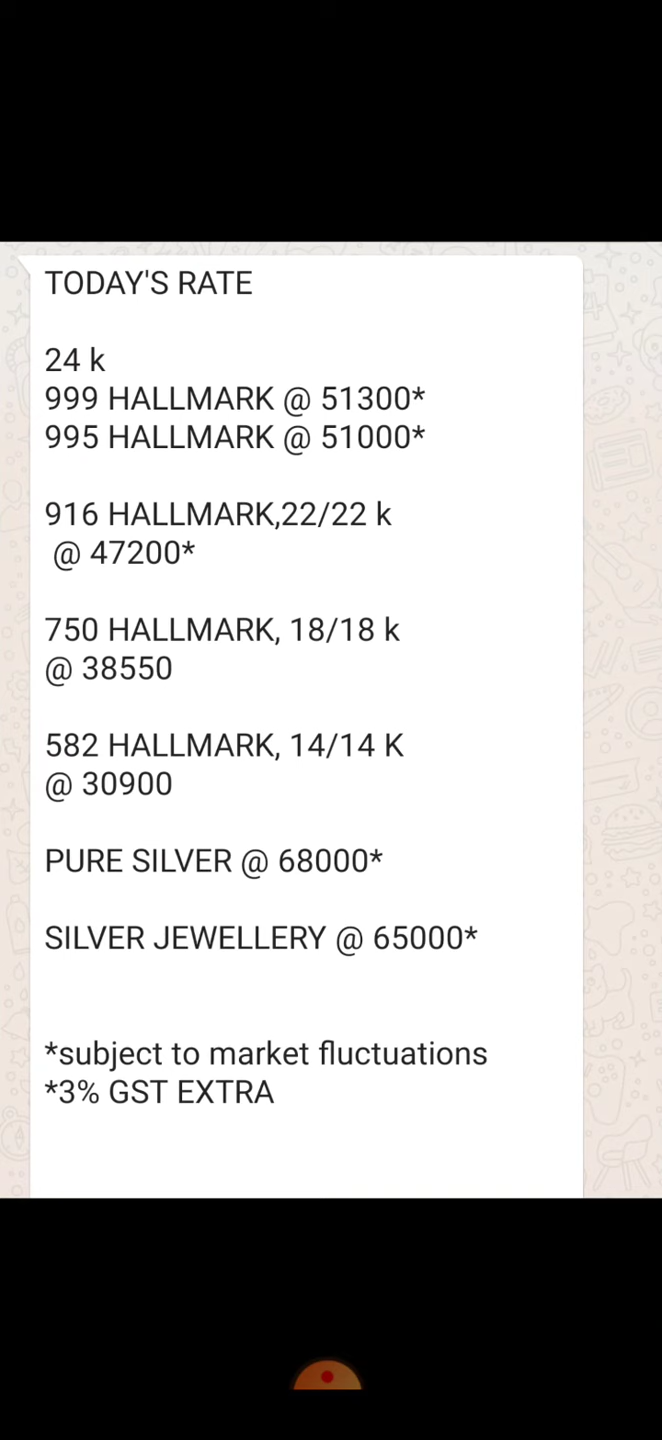 TODAY'S RATE
24 k
999 HALLMARK @ 51300*
995 HALLMARK @ 51000*
916 HALLMARK,22/22 k
@ 47200*
750 HALLMARK, 18/18 k
@ 38550
582 HALLMARK, 14/14 K
@ 30900
PURE SILVER @ 68000*
SILVER JEWELLERY @ 65000*
*subject to market fluctuations
*3% GST EXTRA